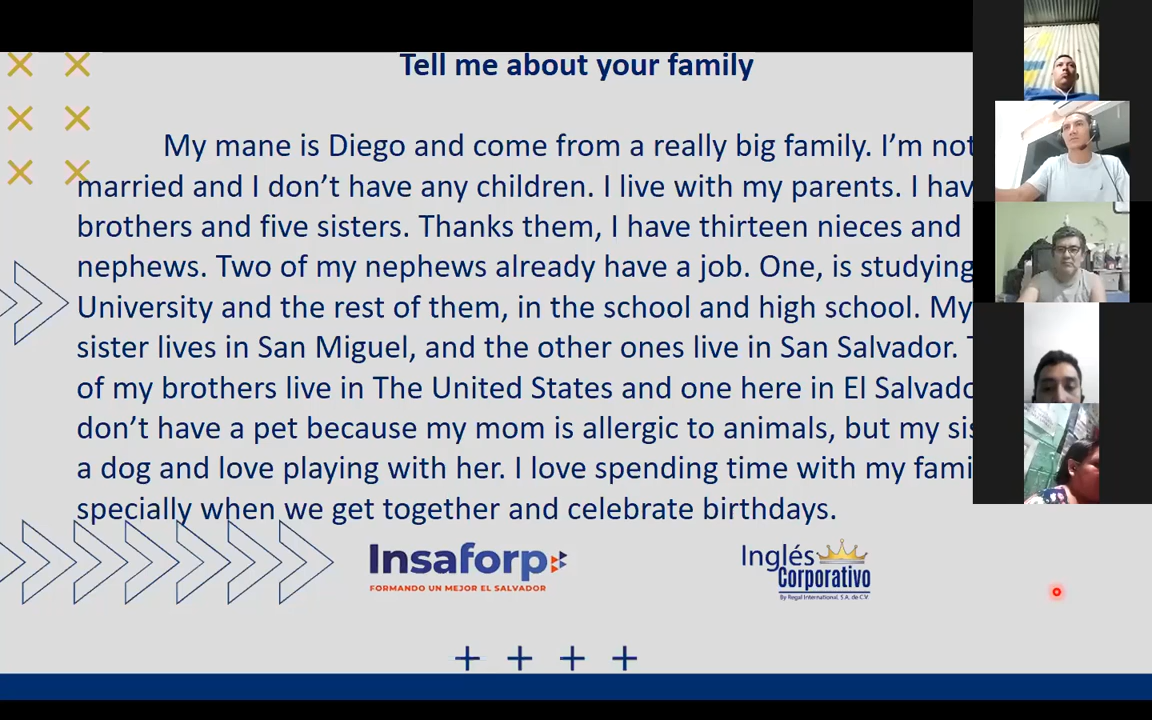 Tell me about your family
My mane is Diego and come from a really big family. I'm not
married and I don't have any children. I live with my parents. I
brothers and five sisters. Thanks them, I have thirteen nieces and
nephews. Two of my nephews already have a job. One, is studying
University and the rest of them, in the school and high school. My
sister lives in San Miguel, and the other ones live in San Salvador.
of my brothers live in The United States and one here in El
don't have a pet because my mom is allergic to animals, but my
a dog and love playing with her. I love spending time with my
specially when we get together and celebrate birthdays.
Insaforp
FORMANDO UN MEJOR EL SALVADOR
Inglés
Corporativo
By Regal International, S.A. de C.V.